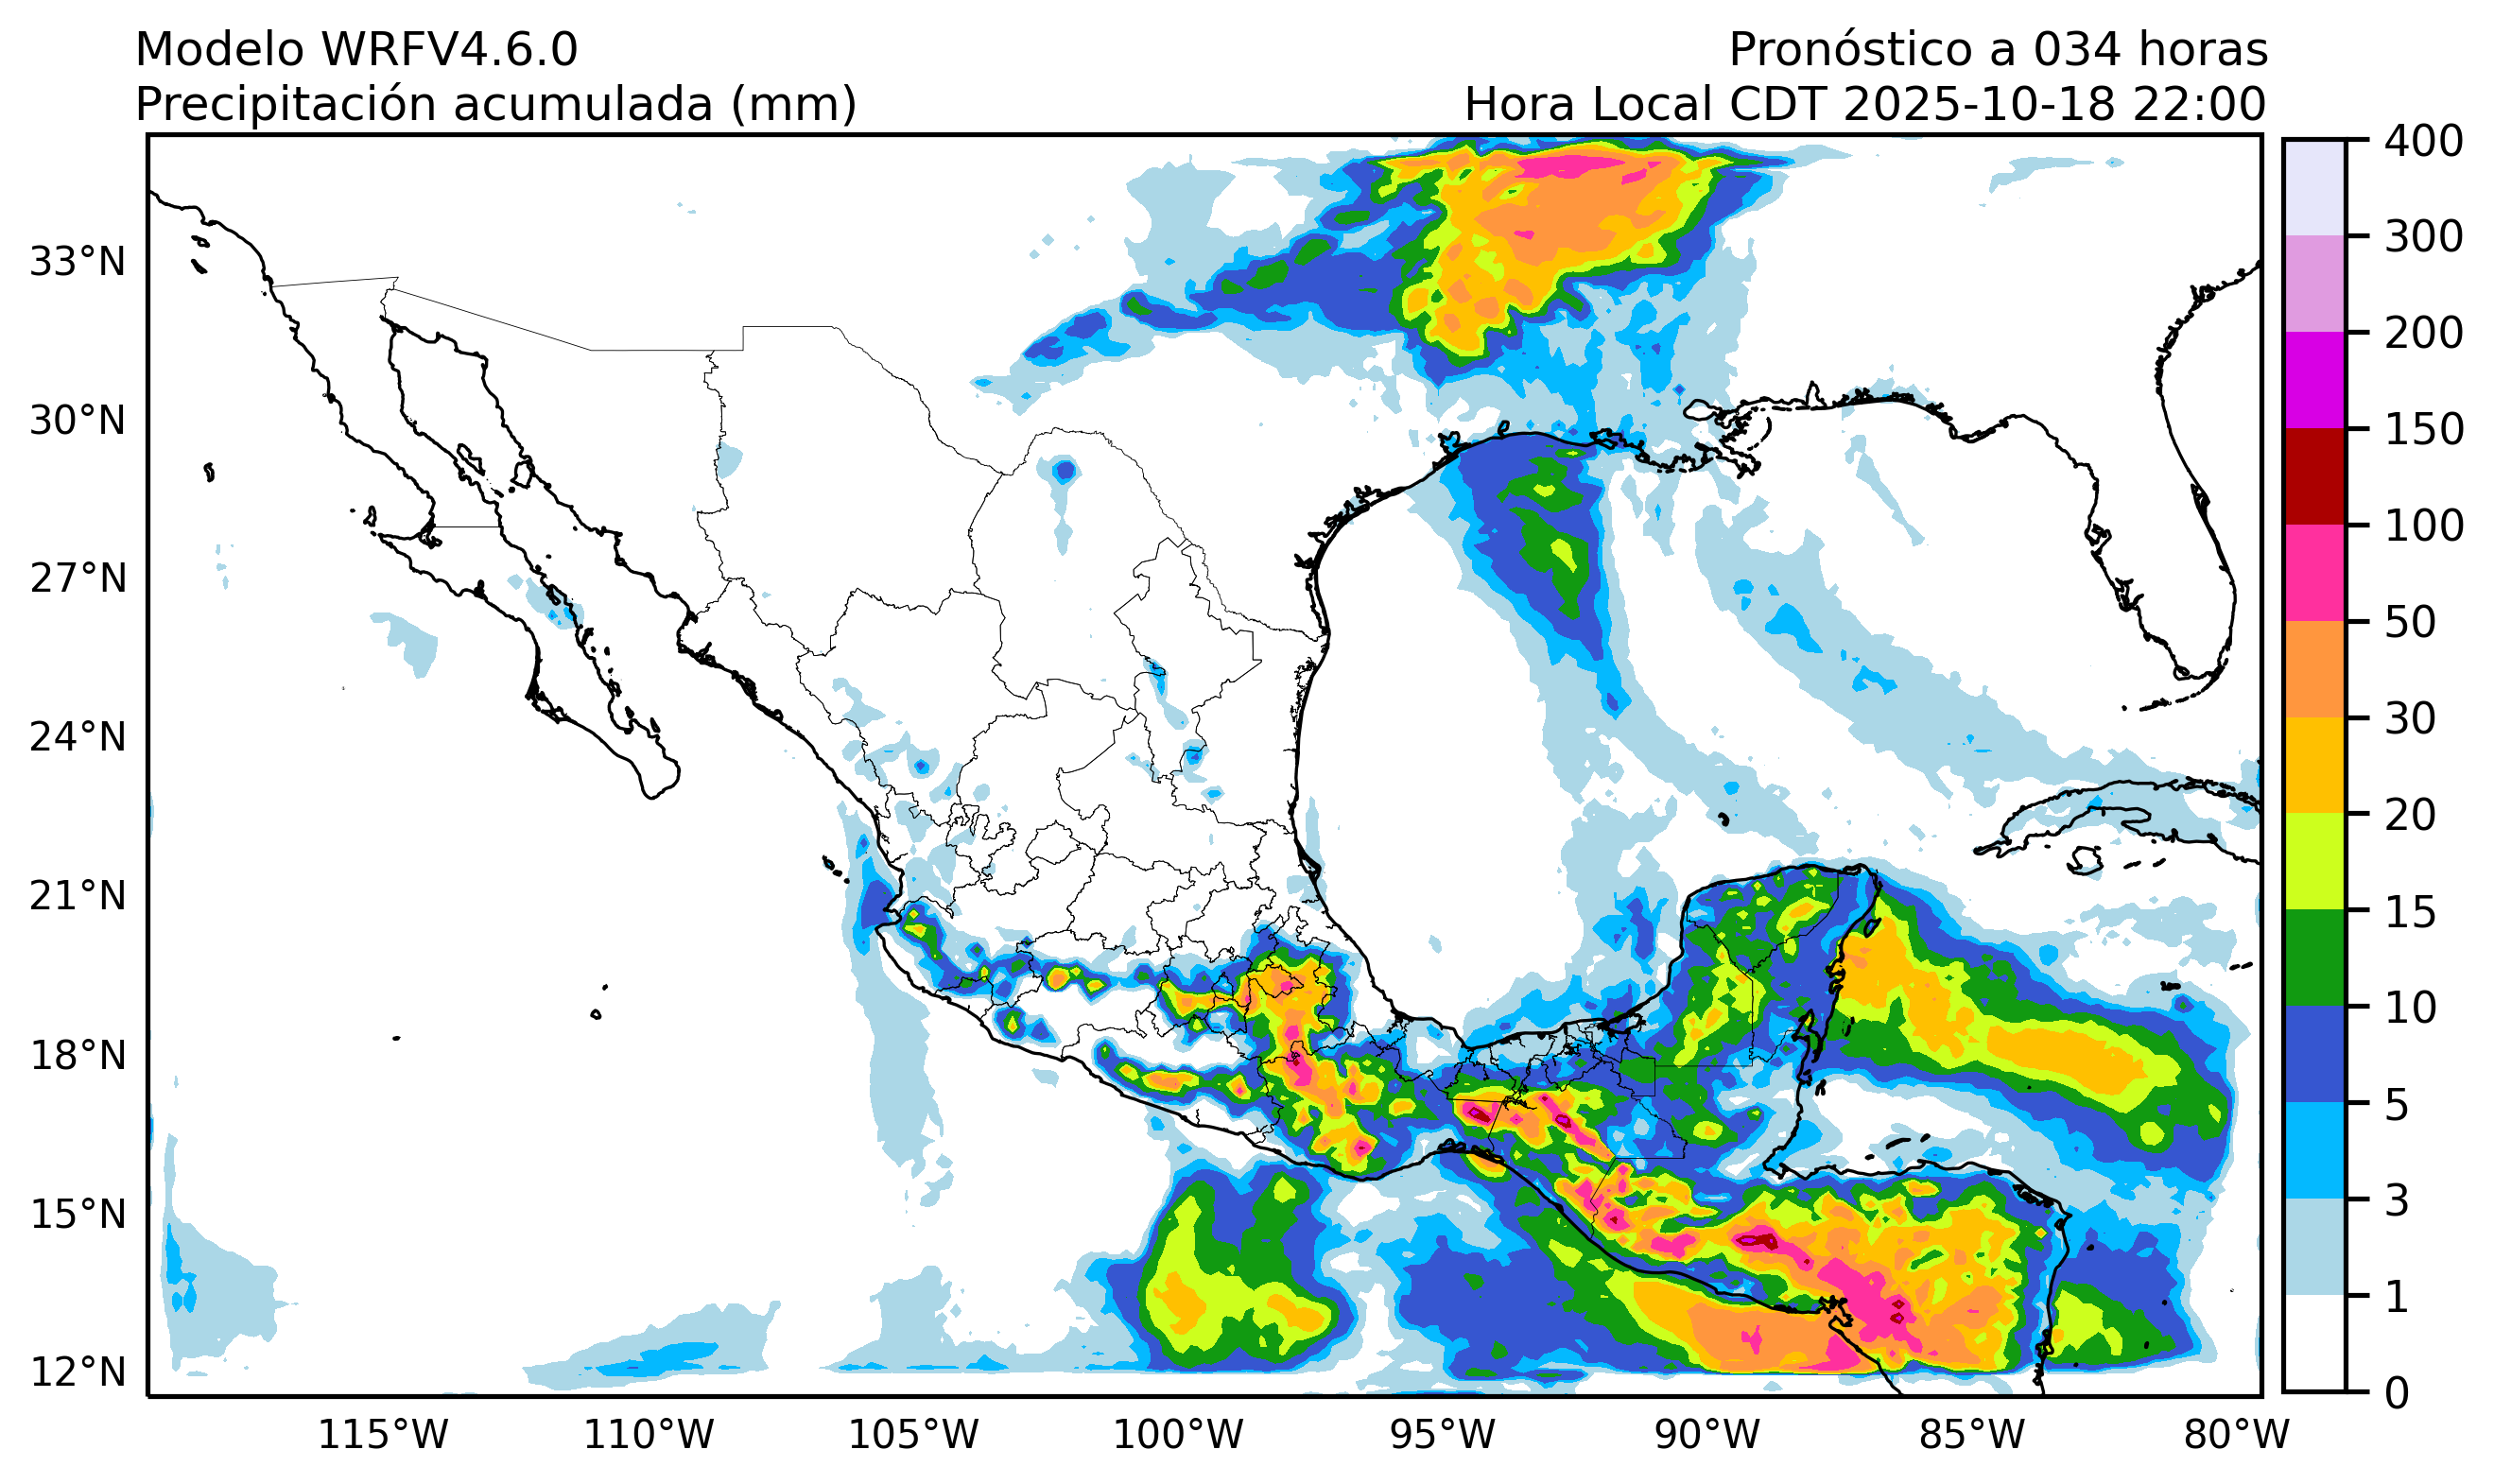 Modelo WRFV4.6.0
Pronóstico a 034 horas
Precipitación acumulada (mm)
Hora Local CDT 2025-10-18 22:00
33°N
30°N
27°N
24°N
21°N
18°N
15°N
12°N
115°W
110°W
105°W
100°W
95°W
90°W
85°W
80°W
400
300
200
150
100
50
30
20
15
10
5
3
1
0